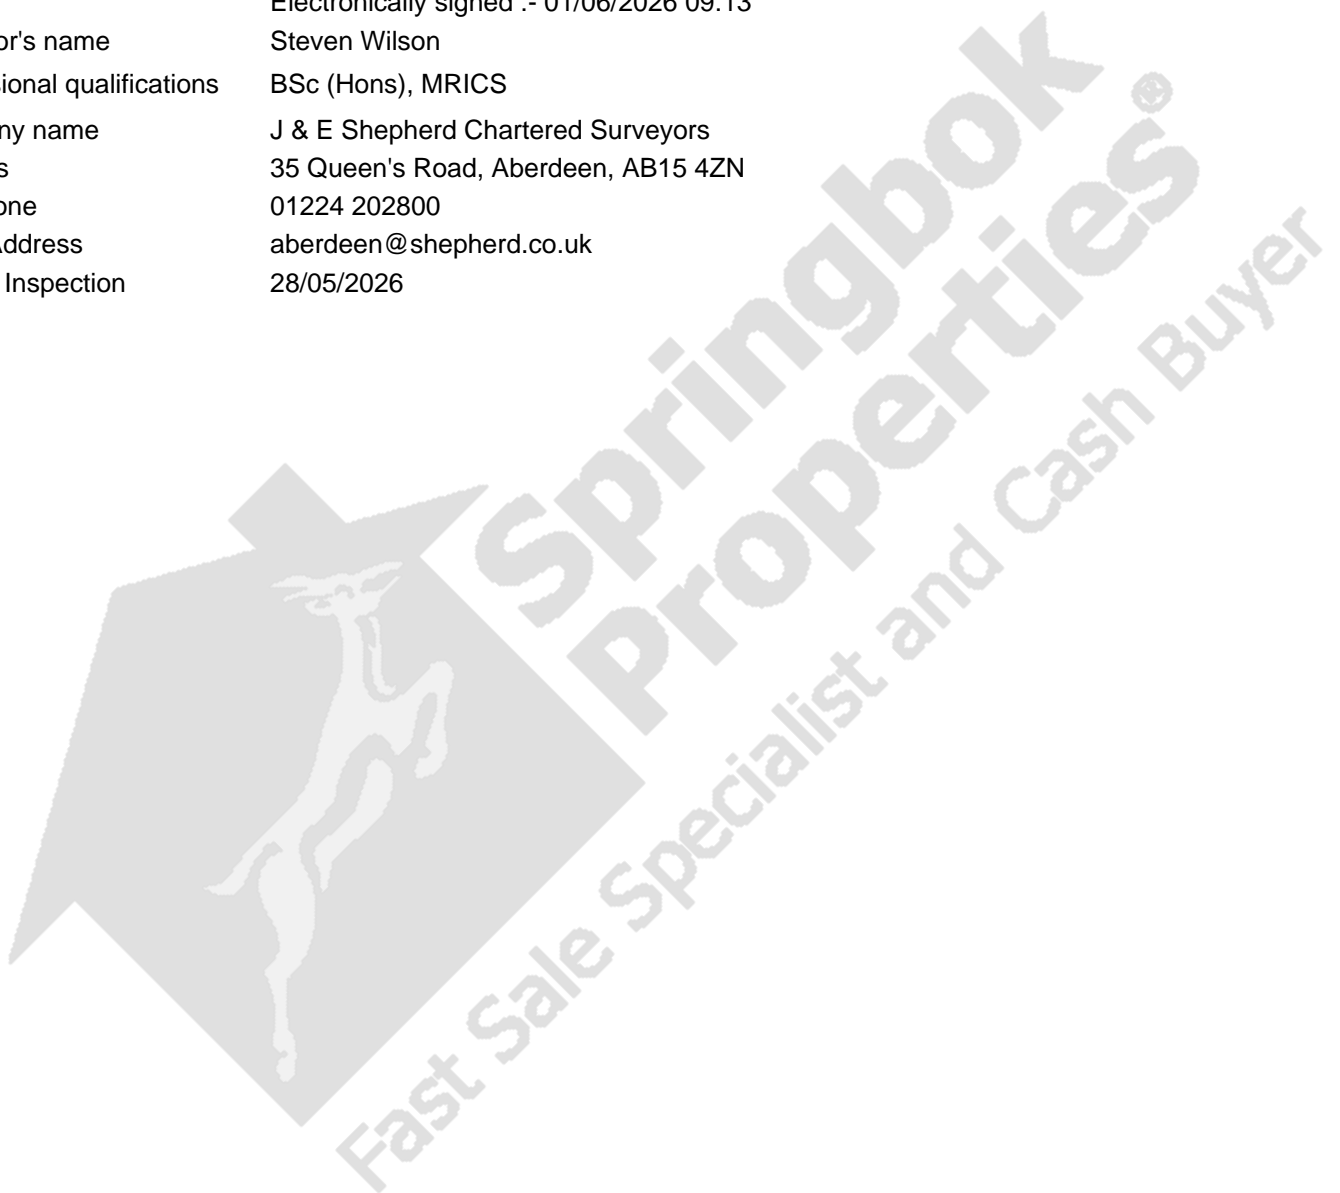 Electronically signed :- 01/06/2026 09:13
or's name Steven Wilson
ional qualifications BSc (Hons), MRICS
ny name J & E Shepherd Chartered Surveyors
s 35 Queen's Road, Aberdeen, AB15 4ZN
one 01224 202800
Address aberdeen@shepherd.co.uk
Inspection 28/05/2026
Springbok
Properties®
Fast Sale Specialist and Cash Buyer